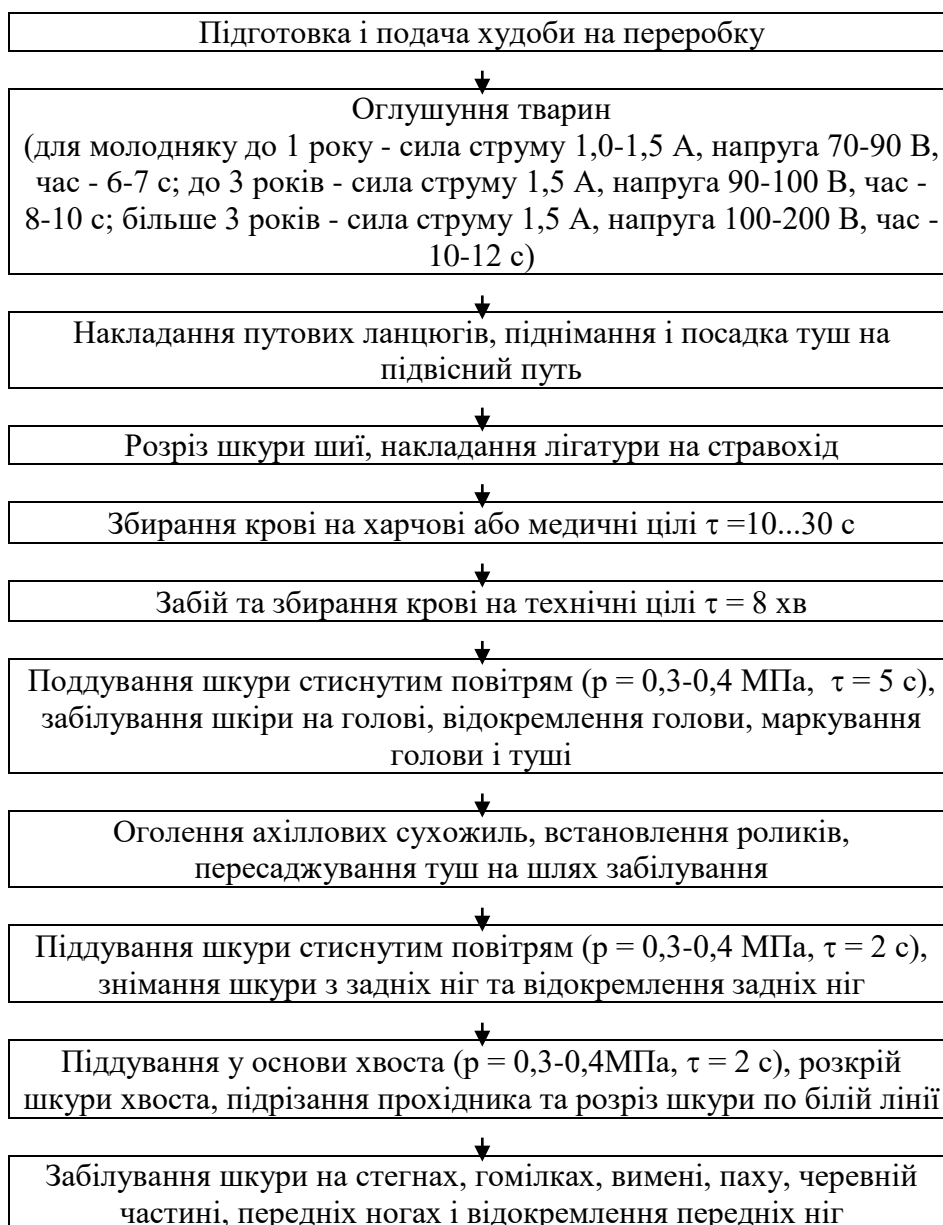 Підготовка і подача худоби на переробку
Оглушуння тварин
(для молодняку до 1 року - сила струму 1,0-1,5 А, напруга 70-90 В,
час - 6-7 с; до 3 років - сила струму 1,5 А, напруга 90-100 В, час -
8-10 с; більше 3 років - сила струму 1,5 А, напруга 100-200 В, час -
10-12 с)
Накладання путових ланцюгів, піднімання і посадка туш на
підвісний путь
Розріз шкури шиї, накладання лігатури на стравохід
Збирання крові на харчові або медичні цілі τ =10...30 с
Забій та збирання крові на технічні цілі τ = 8 хв
Поддування шкури стиснутим повітрям (р = 0,3-0,4 МПа, τ = 5 с),
забілування шкіри на голові, відокремлення голови, маркування
голови і туші
Оголення ахіллових сухожиль, встановлення роликів,
пересаджування туш на шлях забілування
Піддування шкури стиснутим повітрям (р = 0,3-0,4 МПа, τ = 2 с),
знімання шкури з задніх ніг та відокремлення задніх ніг
Піддування у основи хвоста (р = 0,3-0,4МПа, τ = 2 с), розкрій
шкури хвоста, підрізання прохідника та розріз шкури по білій лінії
Забілування шкури на стегнах, гомілках, вимені, паху, черевній
частині, передніх ногах і відокремлення передніх ніг